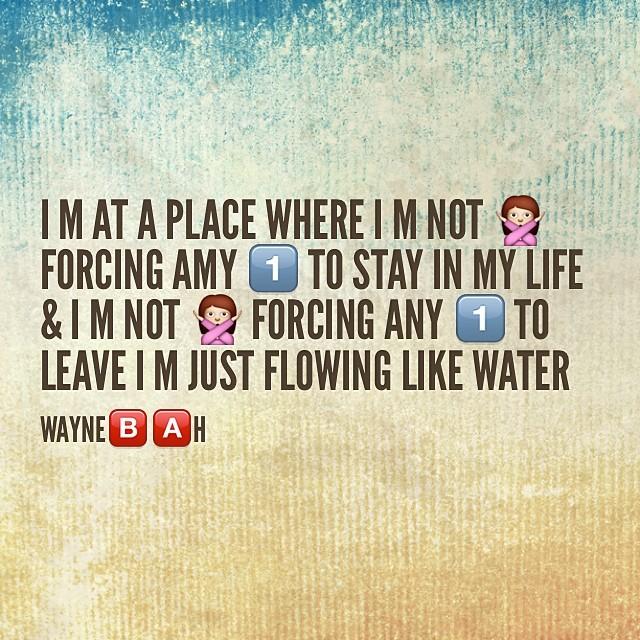 I M AT A PLACE WHERE I M NOT 🙅
FORCING AMY 1️⃣ TO STAY IN MY LIFE
& I M NOT 🙅 FORCING ANY 1️⃣ TO
LEAVE I M JUST FLOWING LIKE WATER
WAYNE🅱️🅰️H